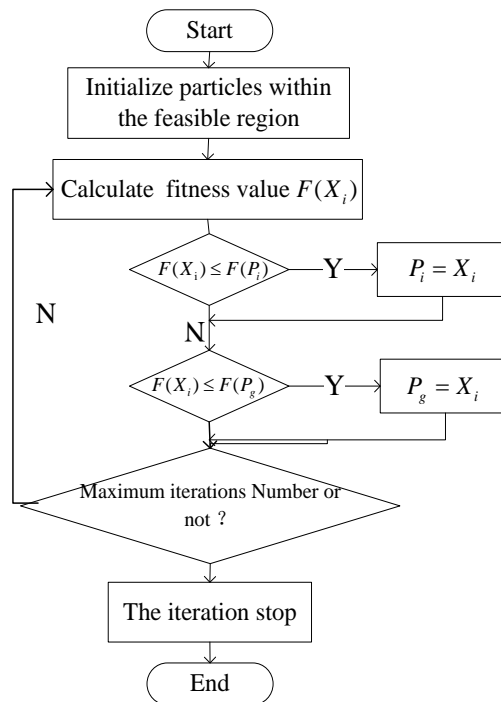 Start
Initialize particles within
the feasible region
Calculate fitness value F(X_i)
F(X_i) ≤ F(P_i)
Y
P_i = X_i
N
N
F(X_i) ≤ F(P_g)
Y
P_g = X_i
Maximum iterations Number or
not ?
The iteration stop
End